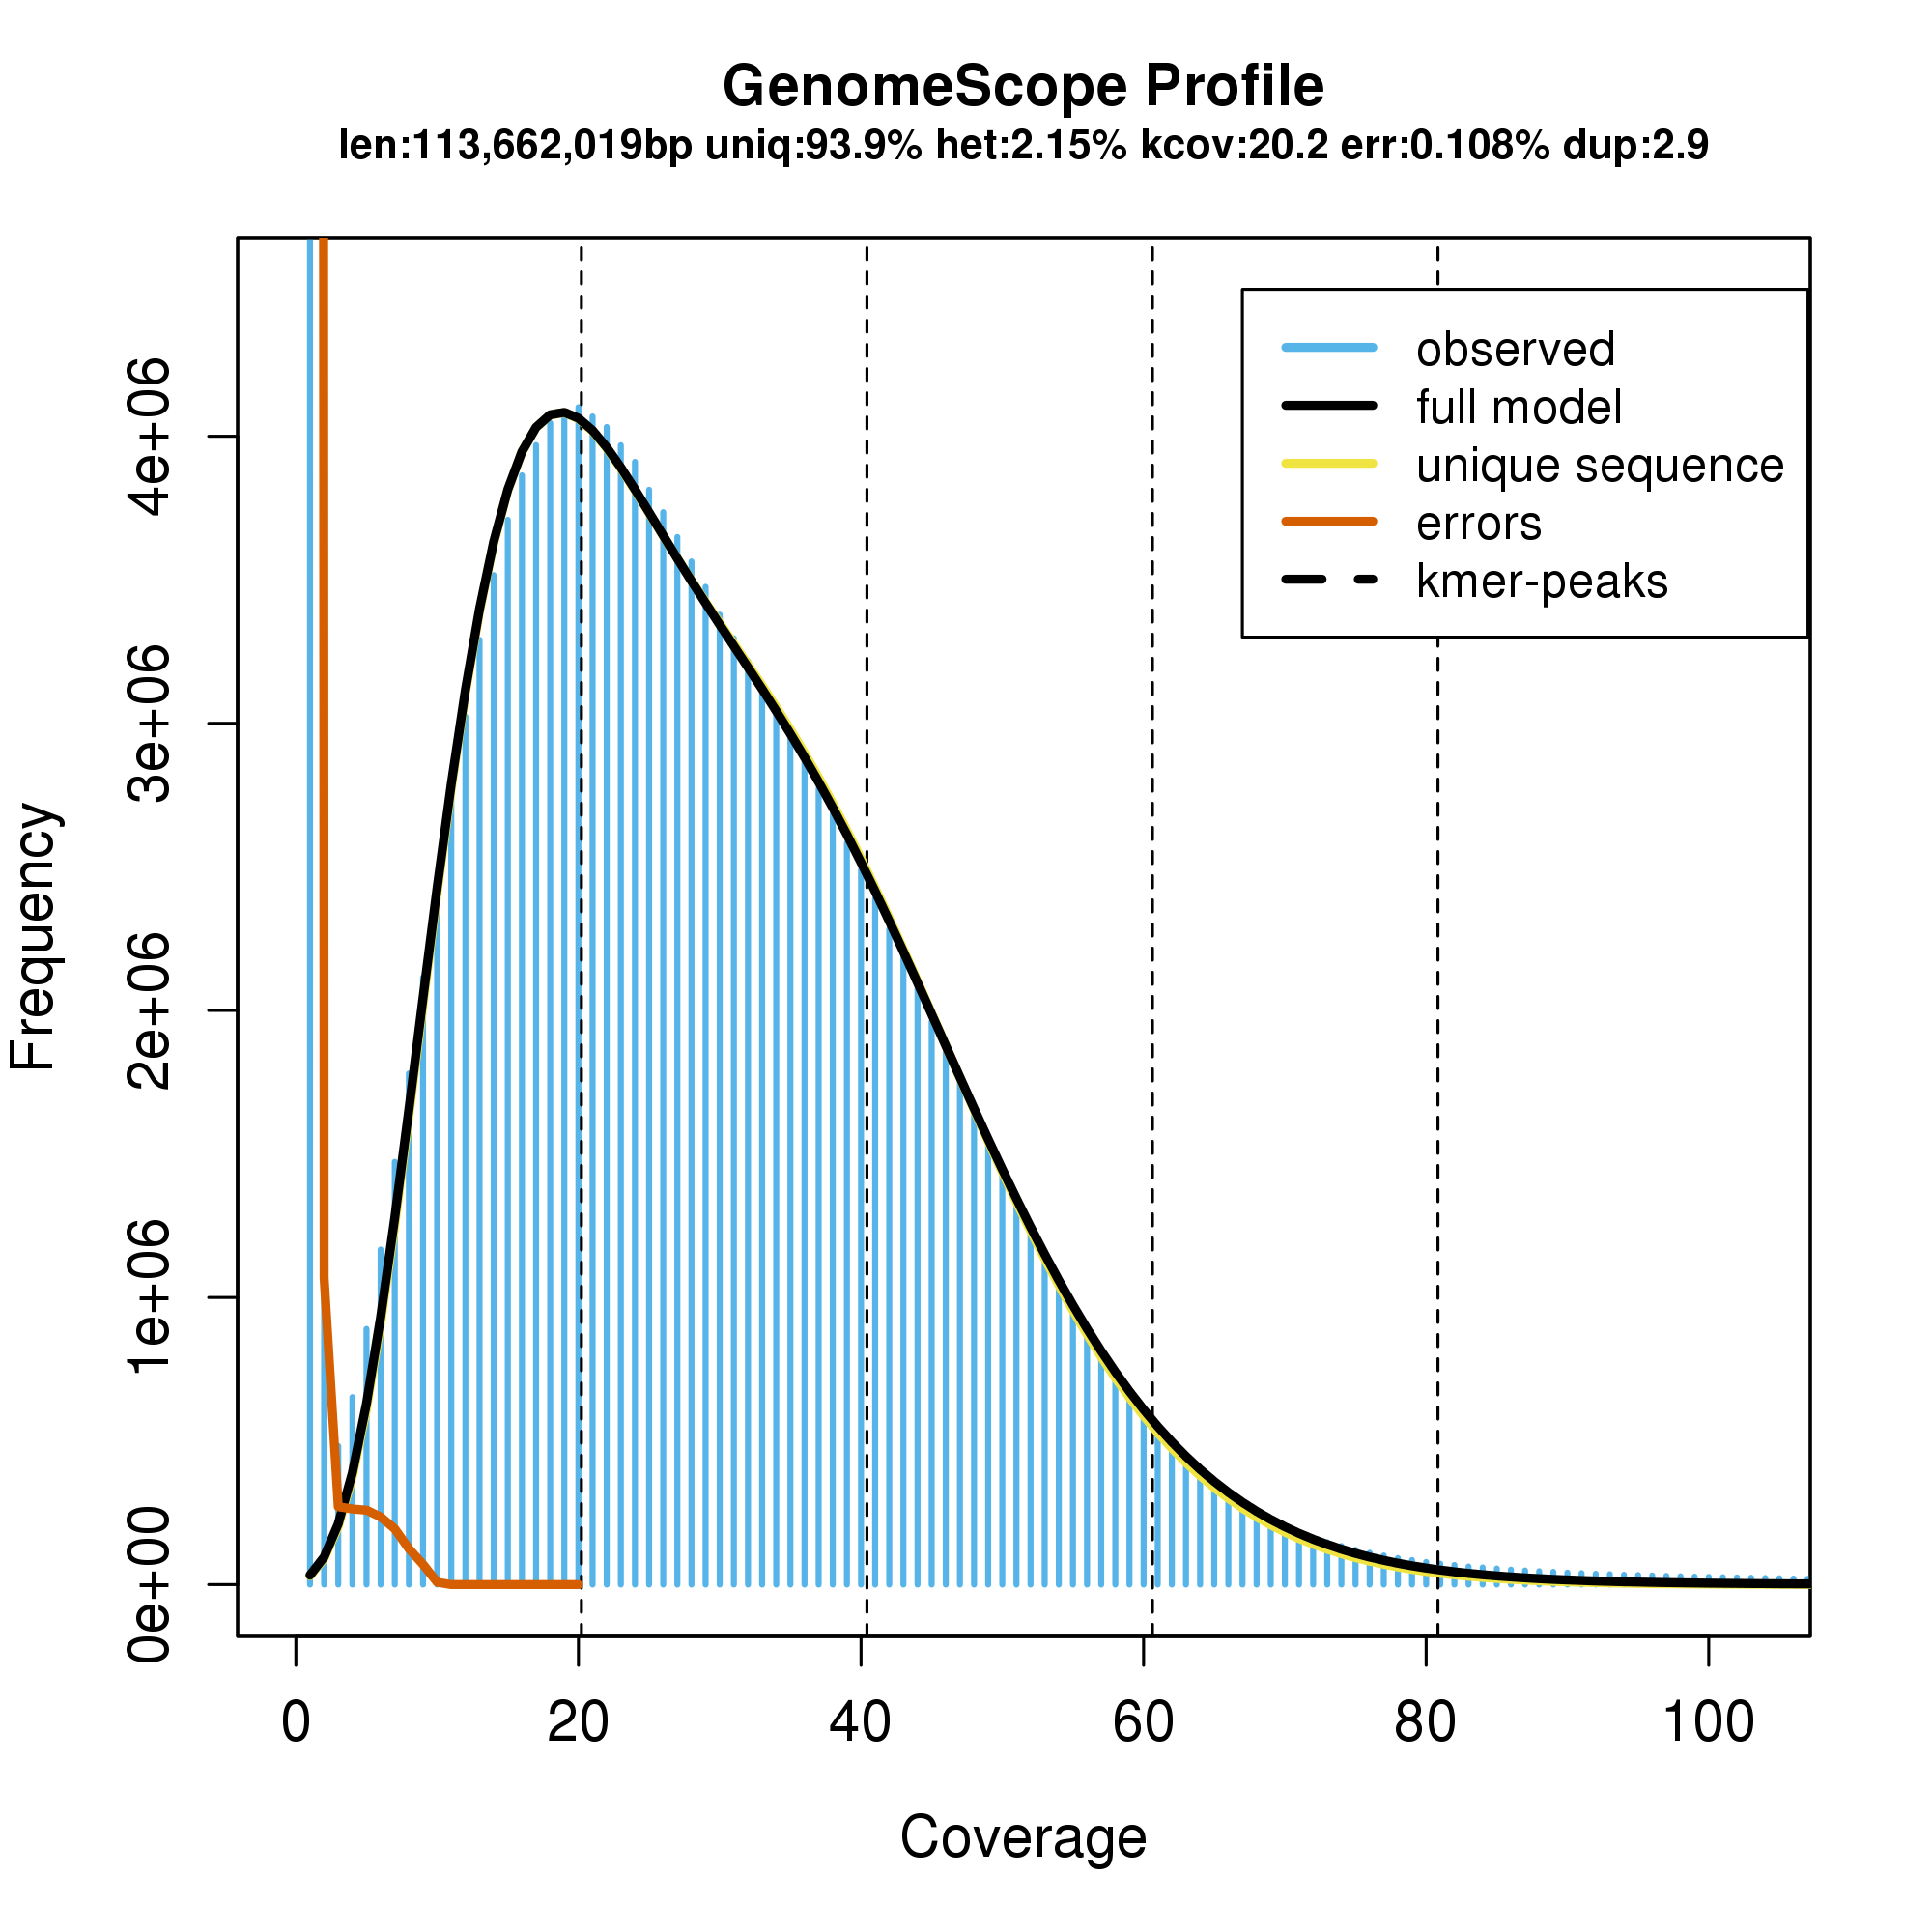 GenomeScope Profile
len:113,662,019bp uniq:93.9% het:2.15% kcov:20.2 err:0.108% dup:2.9
observed
full model
unique sequence
errors
kmer-peaks
Frequency
4e+06
3e+06
2e+06
1e+06
0e+00
0 20 40 60 80 100
Coverage